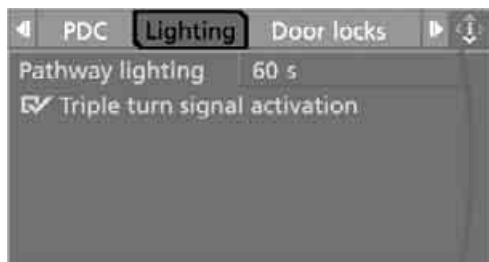 PDC Lighting Door locks
Pathway lighting 60 s
Triple turn signal activation